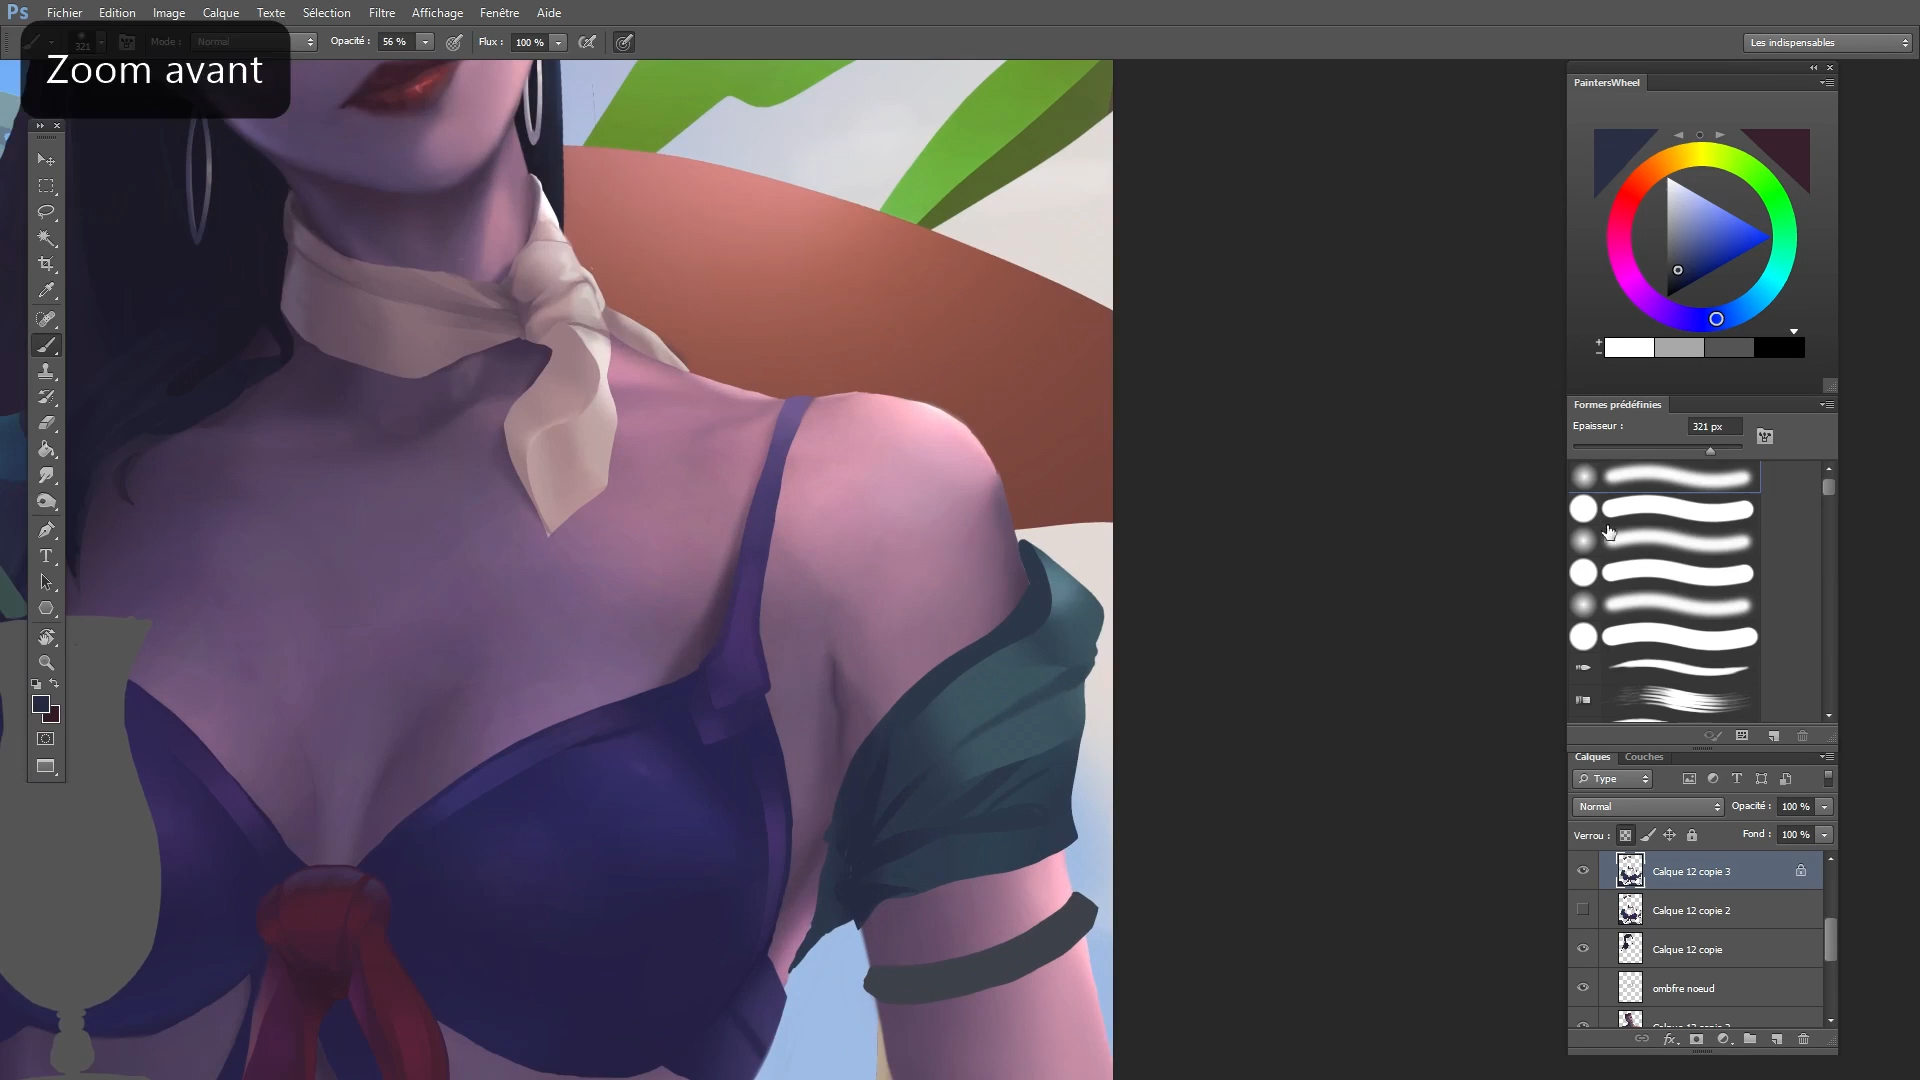 Ps Fichier Edition Image Calque Texte Sélection Filtre Affichage Fenêtre Aide
321 Mode : Normal Opacité : 56 % Flux : 100 % Les indispensables
Zoom avant
PaintersWheel
Formes prédéfinies
Epaisseur : 321 px
Calques Couches
Type
Normal Opacité : 100 %
Verrou : Fond : 100 %
Calque 12 copie 3
Calque 12 copie 2
Calque 12 copie
ombfre noeud